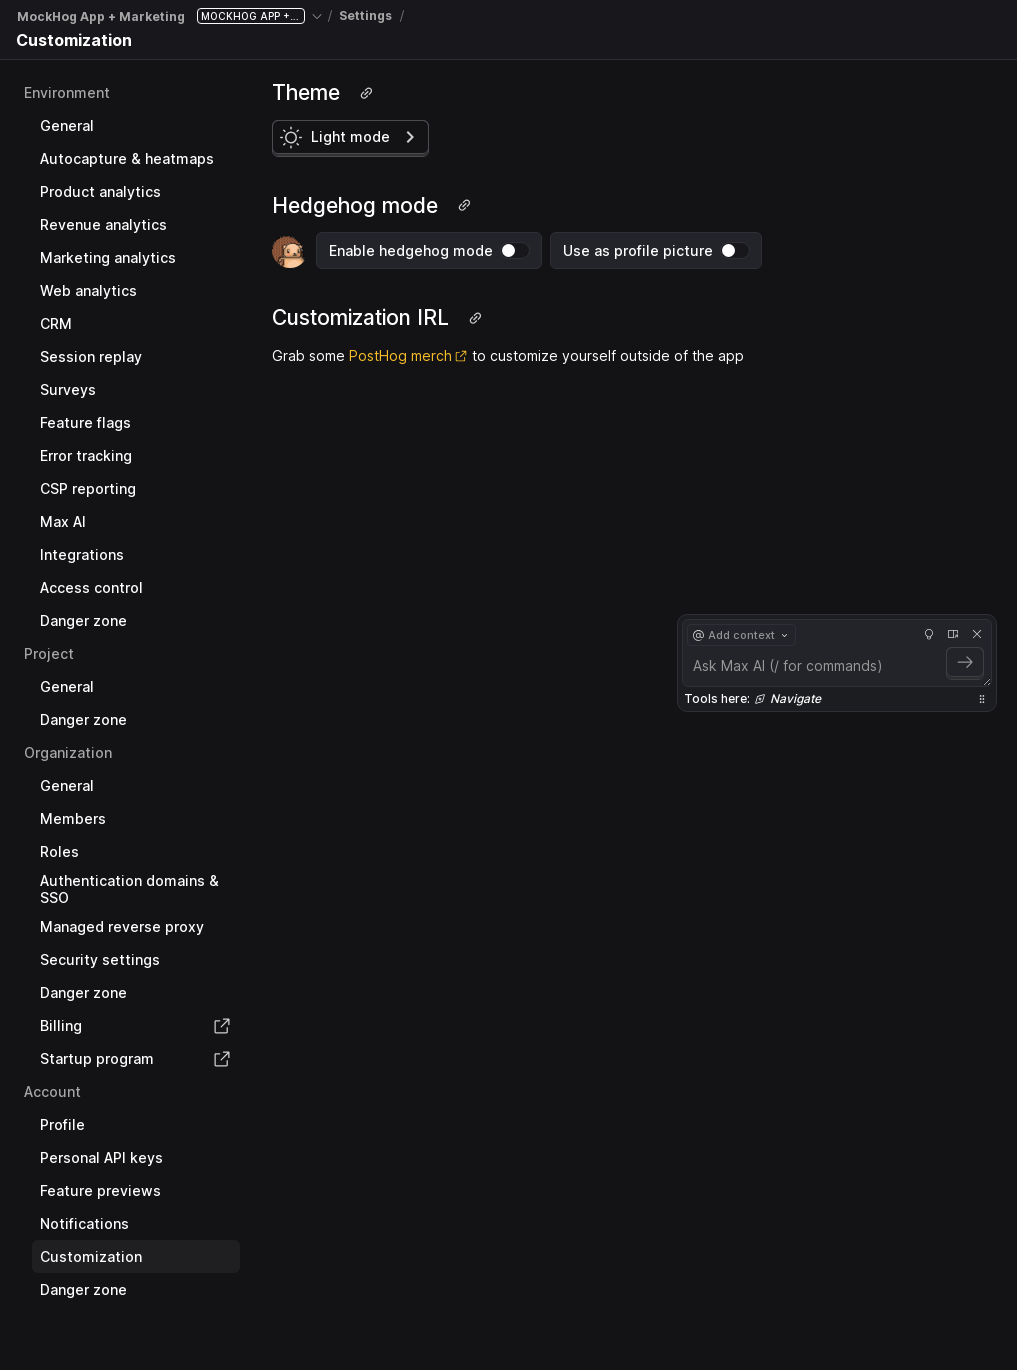 MockHog App + Marketing MOCKHOG APP +... / Settings /
Customization
Environment
General
Autocapture & heatmaps
Product analytics
Revenue analytics
Marketing analytics
Web analytics
CRM
Session replay
Surveys
Feature flags
Error tracking
CSP reporting
Max AI
Integrations
Access control
Danger zone
Project
General
Danger zone
Organization
General
Members
Roles
Authentication domains &
SSO
Managed reverse proxy
Security settings
Danger zone
Billing
Startup program
Account
Profile
Personal API keys
Feature previews
Notifications
Customization
Danger zone
Theme
Light mode
Hedgehog mode
Enable hedgehog mode Use as profile picture
Customization IRL
Grab some PostHog merch to customize yourself outside of the app
@ Add context
Ask Max AI (/ for commands)
Tools here: Navigate